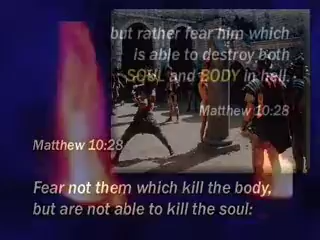 but rather fear him which
is able to destroy both
SOUL and BODY in hell.
Matthew 10:28
Matthew 10:28
Fear not them which kill the body,
but are not able to kill the soul: